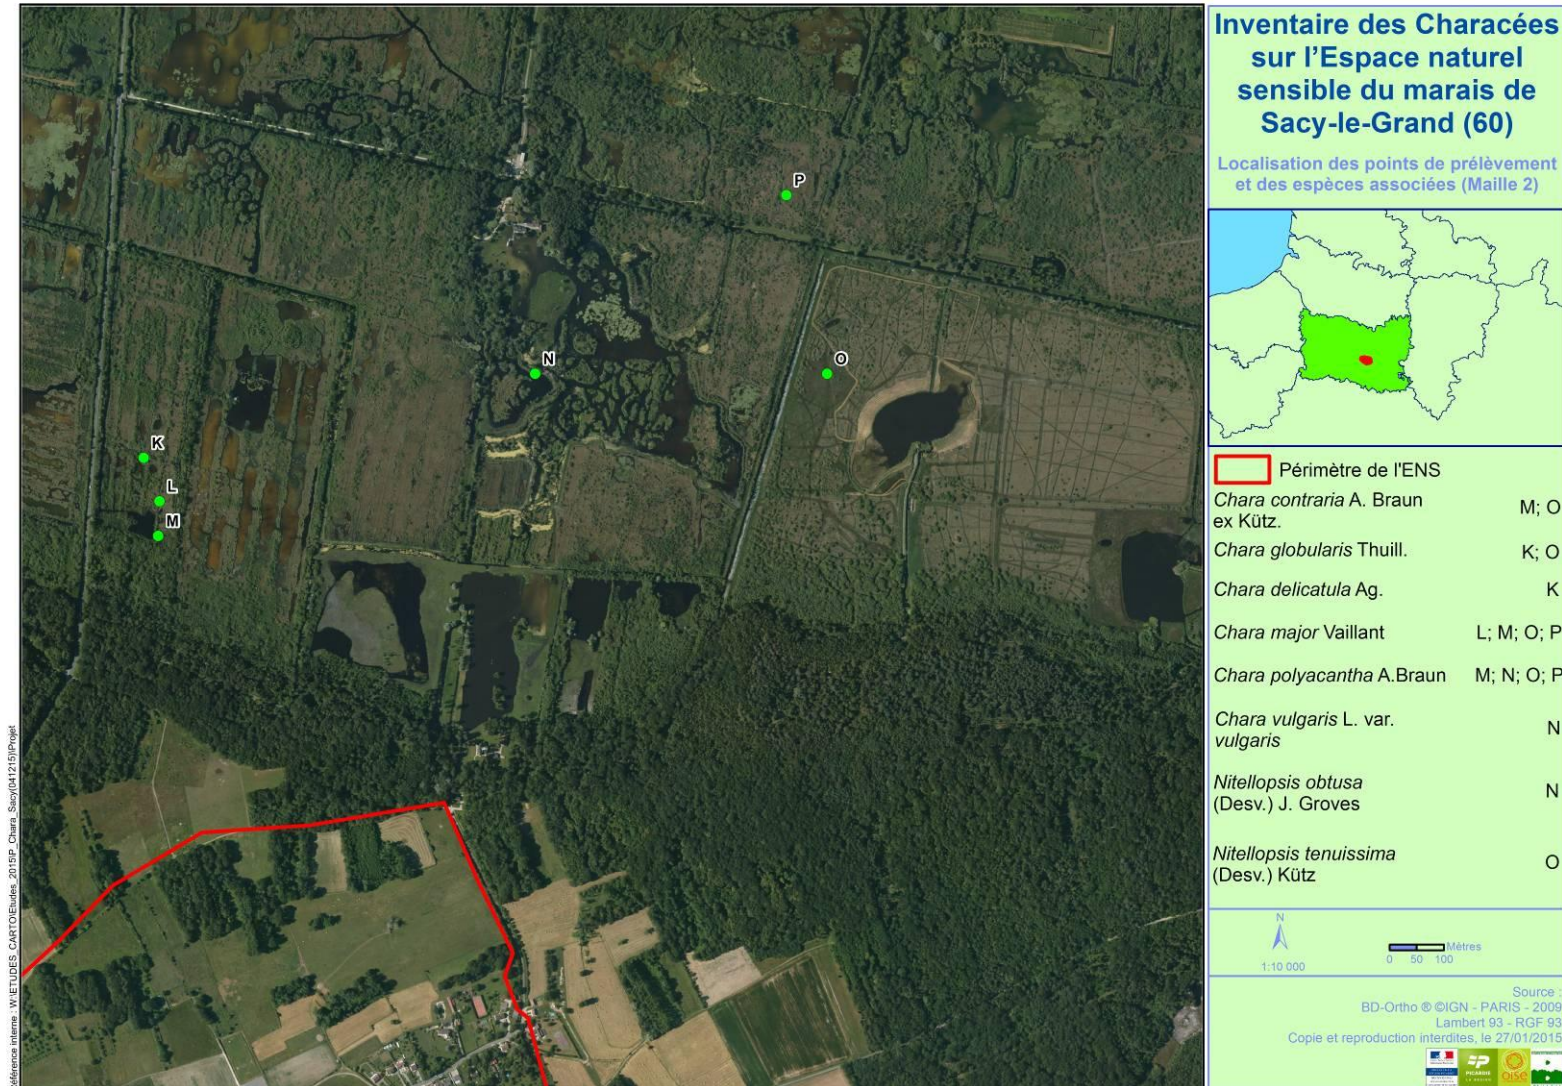 Inventaire des Characées
sur l'Espace naturel
sensible du marais de
Sacy-le-Grand (60)
Localisation des points de prélèvement
et des espèces associées (Maille 2)
P
N
O
K
L
M
Périmètre de l'ENS
Chara contraria A. Braun
ex Kütz.
M; O
Chara globularis Thuill.
K; O
Chara delicatula Ag.
K
Chara major Vaillant
L; M; O; P
Chara polyacantha A.Braun
M; N; O; P
Chara vulgaris L. var.
vulgaris
N
Nitellopsis obtusa
(Desv.) J. Groves
N
Nitellopsis tenuissima
(Desv.) Kütz
O
N
1:10 000
Mètres
0 50 100
Source :
BD-Ortho ® ©IGN - PARIS - 2009
Lambert 93 - RGF 93
Copie et reproduction interdites, le 27/01/2015
PICARDIE
oise